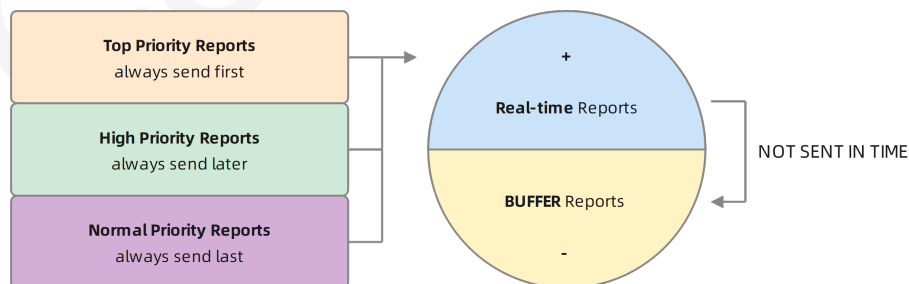 Top Priority Reports
always send first
High Priority Reports
always send later
Normal Priority Reports
always send last
+
Real-time Reports
BUFFER Reports
-
NOT SENT IN TIME